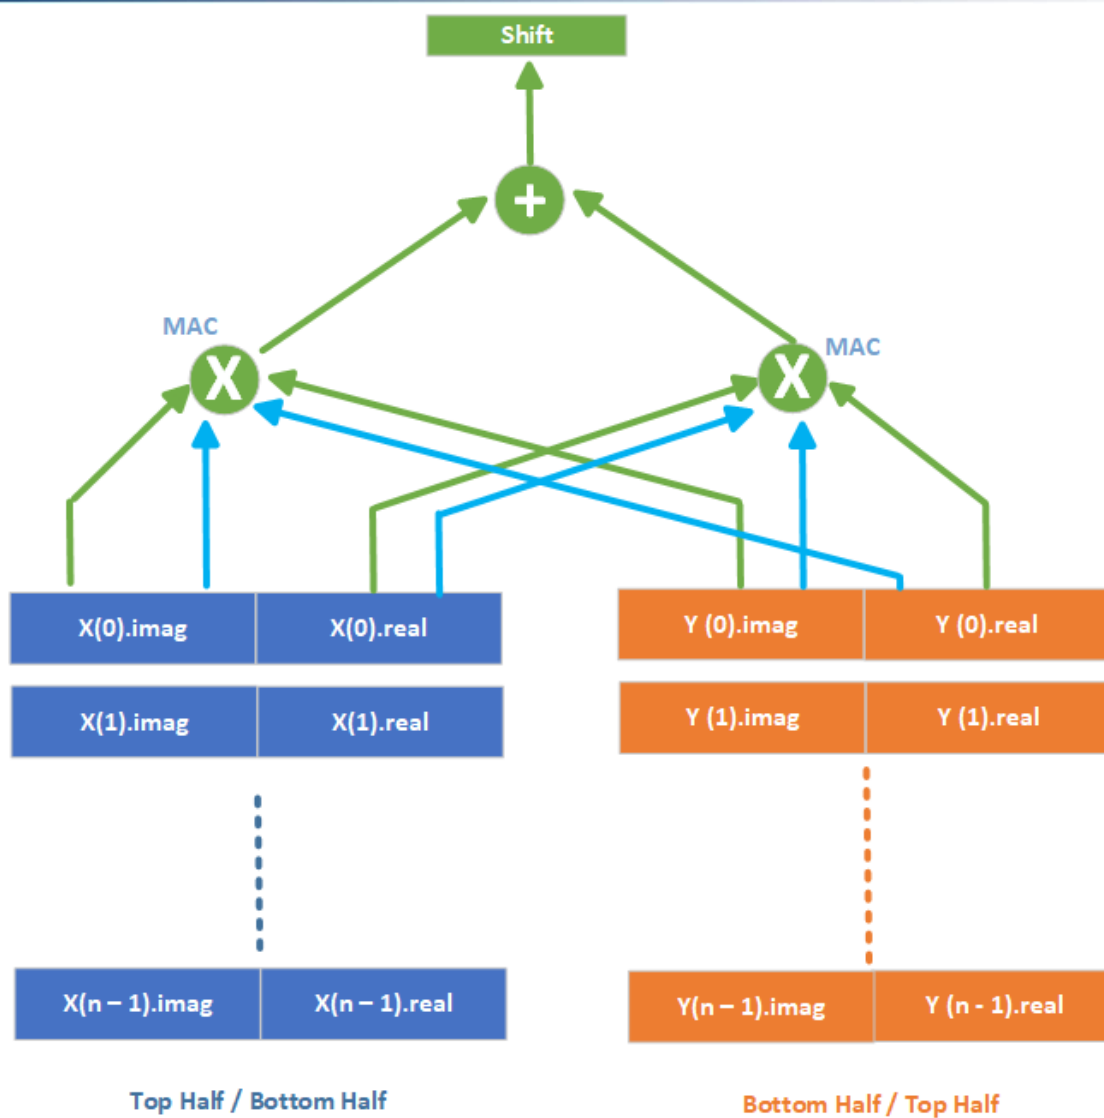 Shift
+
MAC
X
X
MAC
X(0).imag
X(0).real
Y (0).imag
Y (0).real
X(1).imag
X(1).real
Y (1).imag
Y (1).real
X(n – 1).imag
X(n – 1).real
Y(n – 1).imag
Y (n - 1).real
Top Half / Bottom Half
Bottom Half / Top Half